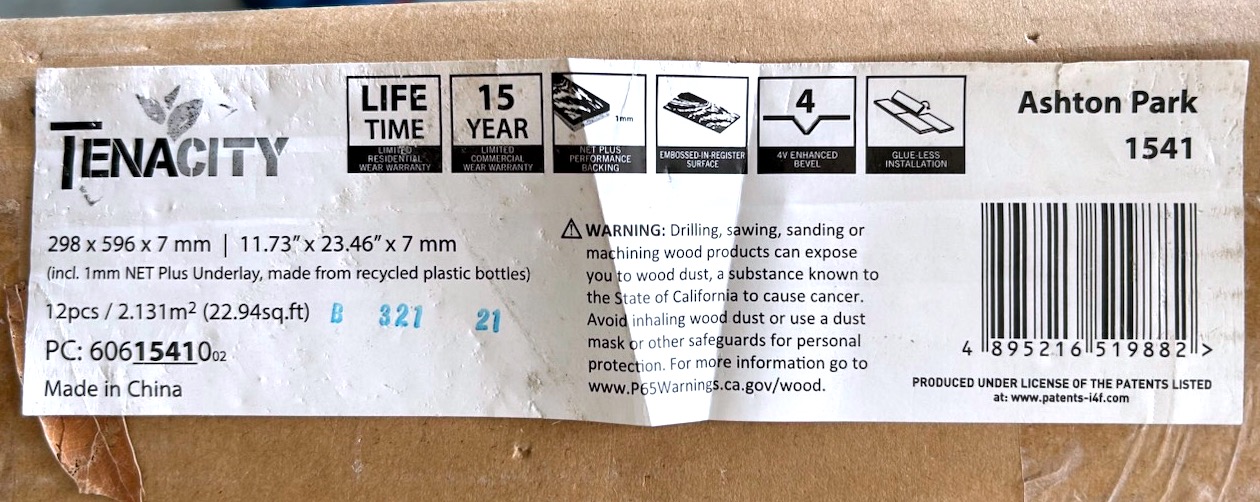 TENACITY
LIFE
TIME
LIMITED
RESIDENTIAL
WEAR WARRANTY
15
YEAR
LIMITED
COMMERCIAL
WEAR WARRANTY
1mm
NET PLUS
PERFORMANCE
BACKING
EMBOSSED-IN-REGISTER
SURFACE
4
4V ENHANCED
BEVEL
GLUE-LESS
INSTALLATION
Ashton Park
1541
298 x 596 x 7 mm | 11.73” x 23.46” x 7 mm
(incl. 1mm NET Plus Underlay, made from recycled plastic bottles)
12pcs / 2.131m² (22.94sq.ft) B 321 21
PC: 6061541002
Made in China
⚠ WARNING: Drilling, sawing, sanding or
machining wood products can expose
you to wood dust, a substance known to
the State of California to cause cancer.
Avoid inhaling wood dust or use a dust
mask or other safeguards for personal
protection. For more information go to
www.P65Warnings.ca.gov/wood.
4 895216 519882 >
PRODUCED UNDER LICENSE OF THE PATENTS LISTED
at: www.patents-i4f.com